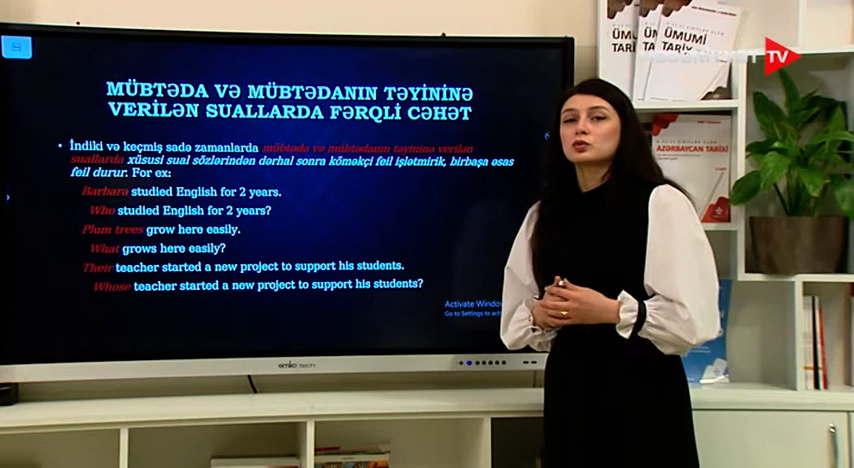 MÜBTƏDA VƏ MÜBTƏDANIN TƏYİNİNƏ
VERİLƏN SUALLARDA FƏRQLİ CƏHƏT
• İndiki və keçmiş sadə zamanlarda mübtəda və mübtədanın təyininə verilən
suallarda xüsusi sual sözlərindən dərhal sonra köməkçi feil işlətmirik, birbaşa əsas
feil durur. For ex:
Barbara studied English for 2 years.
Who studied English for 2 years?
Plum trees grow here easily.
What grows here easily?
Their teacher started a new project to support his students.
Whose teacher started a new project to support his students?
Activate Window
Go to Settings to acti
ÜMU
TARİ
ÜMUMİ
TARİX
TV
AZƏRBAYCAN TARİXİ